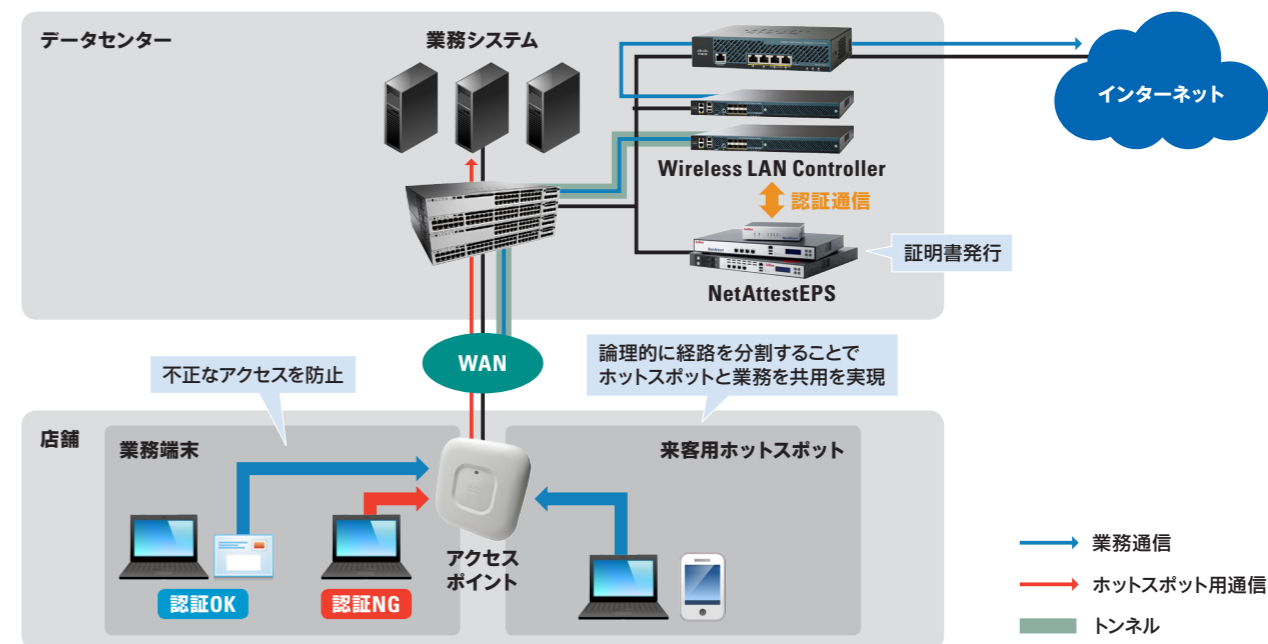 データセンター
業務システム
インターネット
Wireless LAN Controller
認証通信
証明書発行
NetAttestEPS
WAN
不正なアクセスを防止
論理的に経路を分割することで
ホットスポットと業務を共用を実現
店舗
業務端末
来客用ホットスポット
アクセス
ポイント
認証OK
認証NG
業務通信
ホットスポット用通信
トンネル